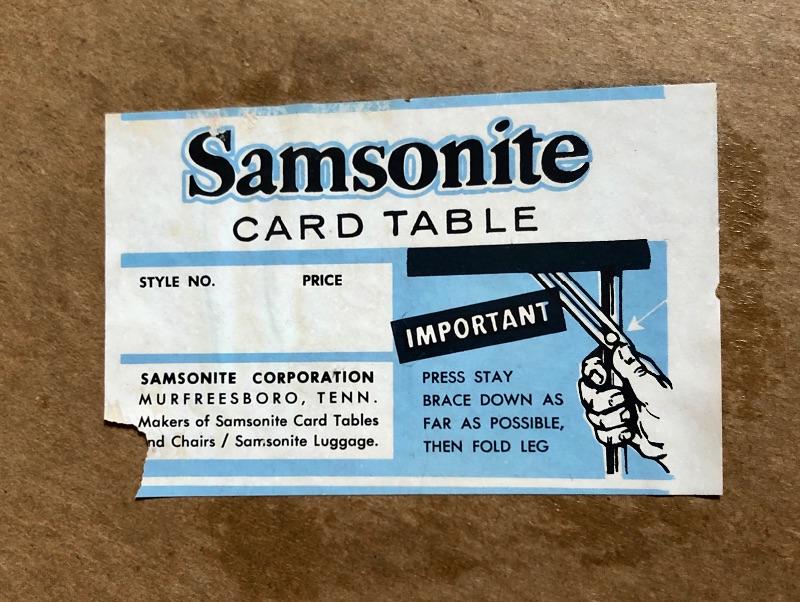 Samsonite
CARD TABLE
STYLE NO. PRICE
SAMSONITE CORPORATION
MURFREESBORO, TENN.
Makers of Samsonite Card Tables
and Chairs / Samsonite Luggage.
IMPORTANT
PRESS STAY
BRACE DOWN AS
FAR AS POSSIBLE,
THEN FOLD LEG